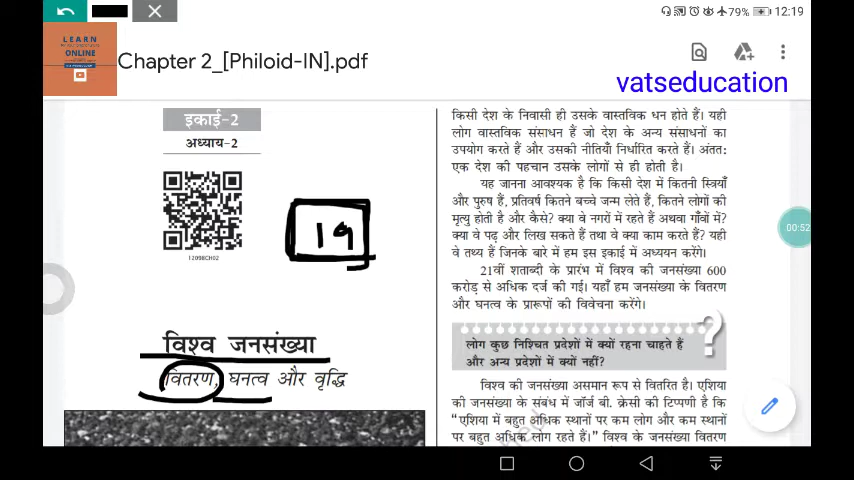 79% 12:19
LEARN
ONLINE
Chapter 2_[Philoid-IN].pdf
vatseducation
इकाई-2
अध्याय-2
12098CH02
19
विश्व जनसंख्या
वितरण, घनत्व और वृद्धि
किसी देश के निवासी ही उसके वास्तविक धन होते हैं। यही
लोग वास्तविक संसाधन हैं जो देश के अन्य संसाधनों का
उपयोग करते हैं और उसकी नीतियाँ निर्धारित करते हैं। अंततः
एक देश की पहचान उसके लोगों से ही होती है।
यह जानना आवश्यक है कि किसी देश में कितनी स्त्रियाँ
और पुरुष हैं, प्रतिवर्ष कितने बच्चे जन्म लेते हैं, कितने लोगों की
मृत्यु होती है और कैसे? क्या वे नगरों में रहते हैं अथवा गाँवों में?
क्या वे पढ़ और लिख सकते हैं तथा वे क्या काम करते हैं? यही
वे तथ्य हैं जिनके बारे में हम इस इकाई में अध्ययन करेंगे।
21वीं शताब्दी के प्रारंभ में विश्व की जनसंख्या 600
करोड़ से अधिक दर्ज की गई। यहाँ हम जनसंख्या के वितरण
और घनत्व के प्रारूपों की विवेचना करेंगे।
लोग कुछ निश्चित प्रदेशों में क्यों रहना चाहते हैं
और अन्य प्रदेशों में क्यों नहीं?
?
विश्व की जनसंख्या असमान रूप से वितरित है। एशिया
की जनसंख्या के संबंध में जॉर्ज बी. क्रेसी की टिप्पणी है कि
“एशिया में बहुत अधिक स्थानों पर कम लोग और कम स्थानों
पर बहुत अधिक लोग रहते हैं।” विश्व के जनसंख्या वितरण
00:52